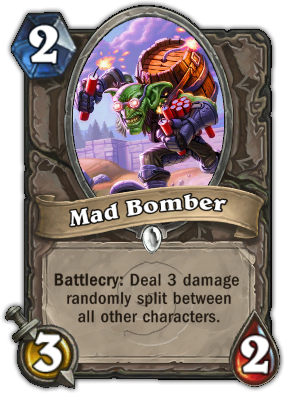 2
Mad Bomber
Battlecry: Deal 3 damage
randomly split between
all other characters.
3
2